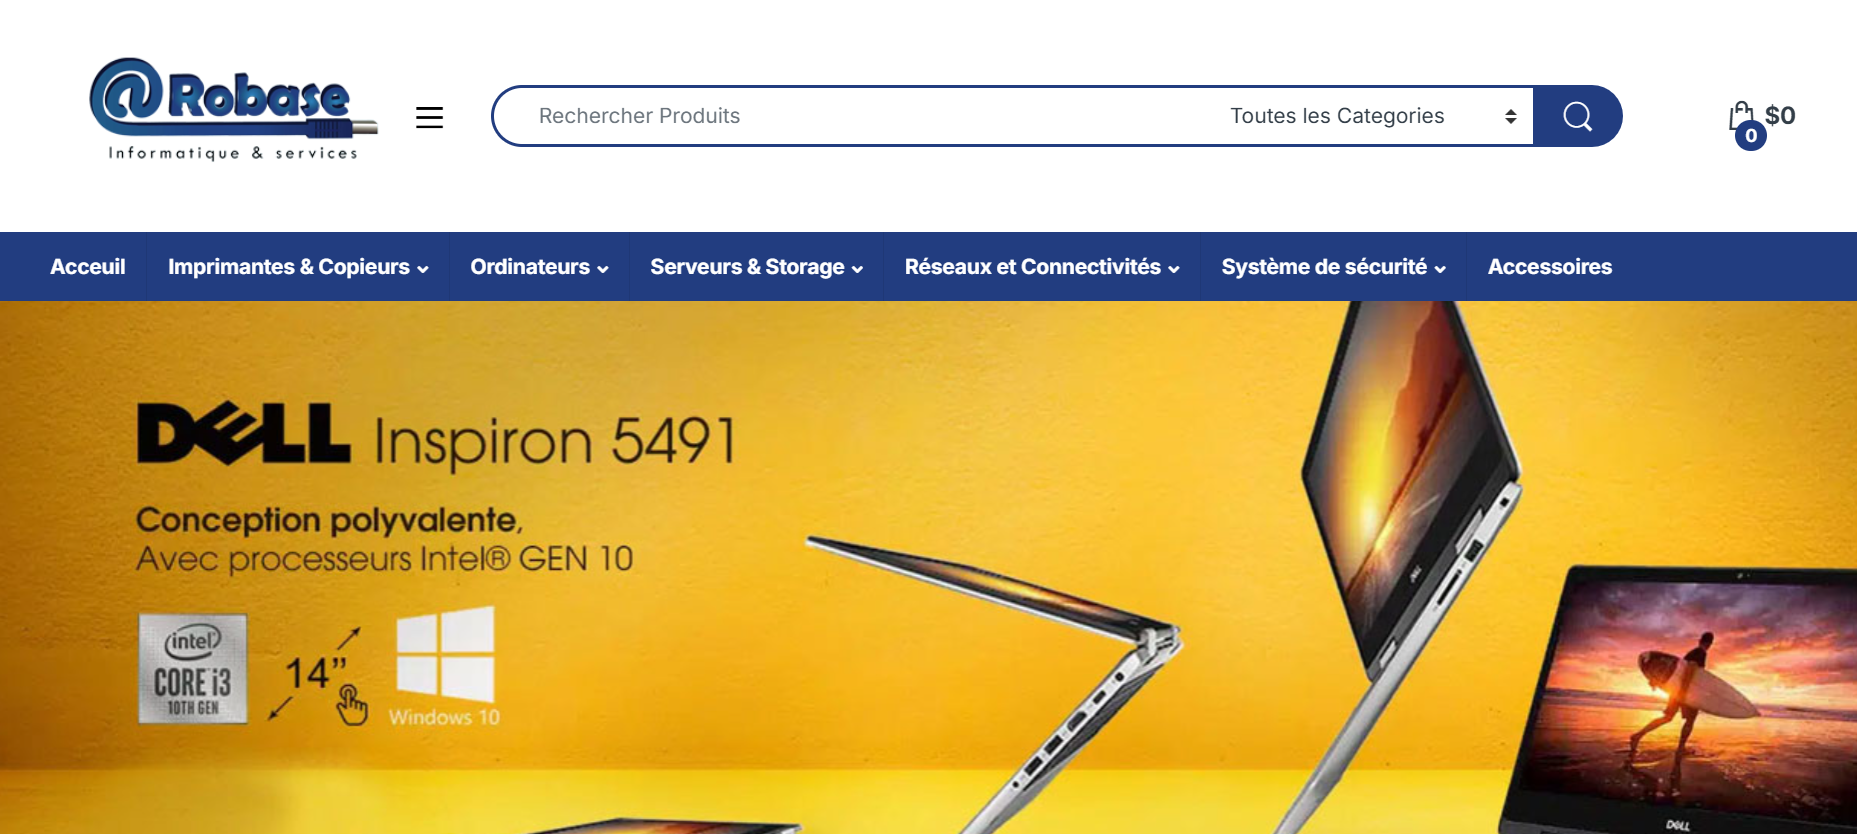 @Robase
Informatique & services
Rechercher Produits
Toutes les Categories
$0
0
Acceuil
Imprimantes & Copieurs
Ordinateurs
Serveurs & Storage
Réseaux et Connectivités
Système de sécurité
Accessoires
DELL Inspiron 5491
Conception polyvalente,
Avec processeurs Intel® GEN 10
intel
CORE i3
10TH GEN
14”
Windows 10
DELL
DELL